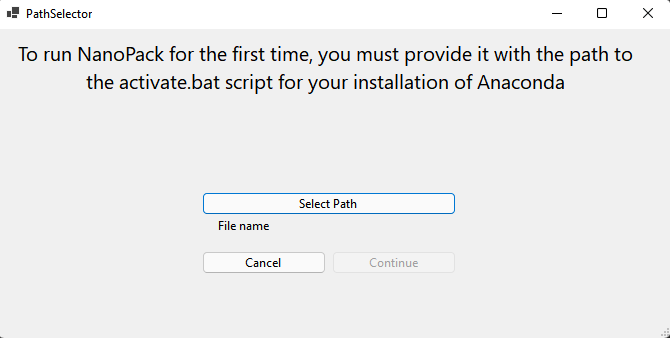 PathSelector
To run NanoPack for the first time, you must provide it with the path to
the activate.bat script for your installation of Anaconda
Select Path
File name
Cancel
Continue